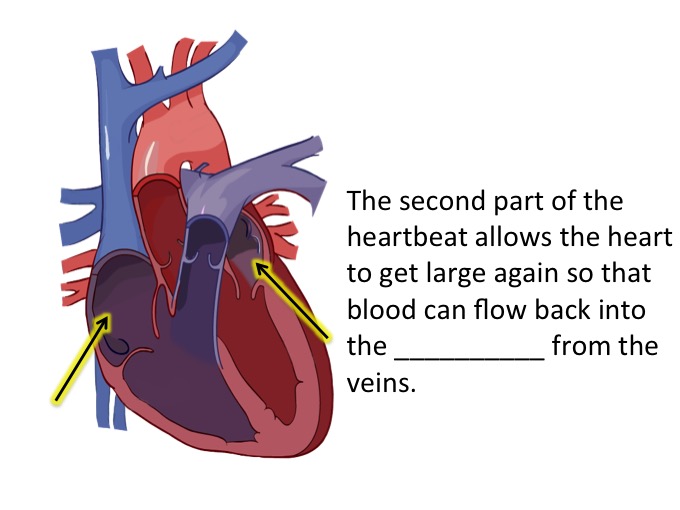 The second part of the
heartbeat allows the heart
to get large again so that
blood can flow back into
the __________ from the
veins.